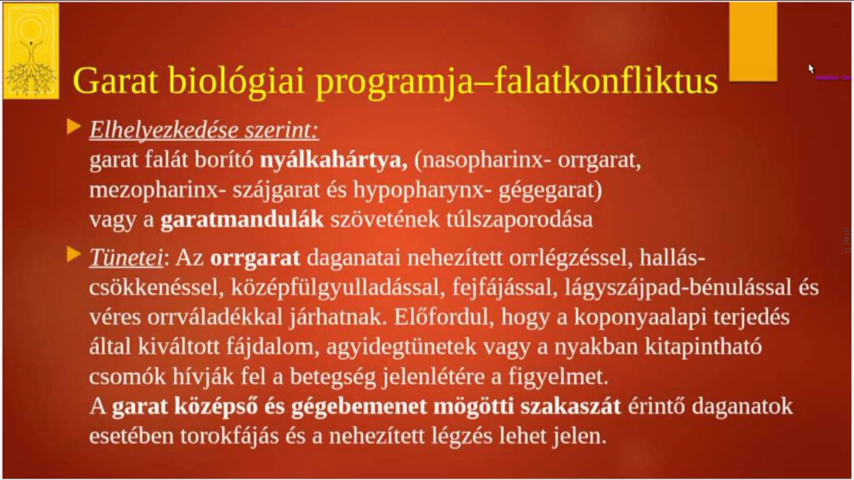 Garat biológiai programja–falatkonfliktus
Elhelyezkedése szerint:
garat falát borító nyálkahártya, (nasopharinx- orrgarat,
mezopharinx- szájgarat és hypopharynx- gégegarat)
vagy a garatmandulák szövetének túlszaporodása
Tünetei: Az orrgarat daganatai nehezített orrlégzéssel, hallás-
csökkenéssel, középfülgyulladással, fejfájással, lágyszájpad-bénulással és
véres orrváladékkal járhatnak. Előfordul, hogy a koponyaalapi terjedés
által kiváltott fájdalom, agyidegtünetek vagy a nyakban kitapintható
csomók hívják fel a betegség jelenlétére a figyelmet.
A garat középső és gégebemenet mögötti szakaszát érintő daganatok
esetében torokfájás és a nehezített légzés lehet jelen.